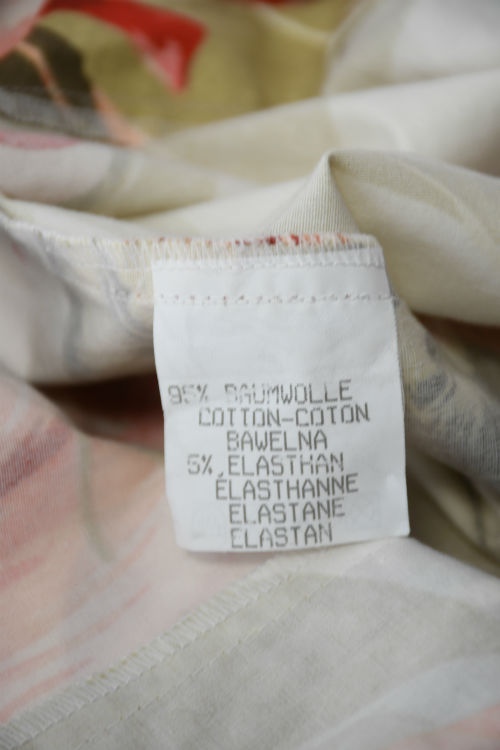 95% BAUMWOLLE
COTTON-COTON
BAWELNA
5% ELASTHAN
ÉLASTHANNE
ELASTANE
ELASTAN